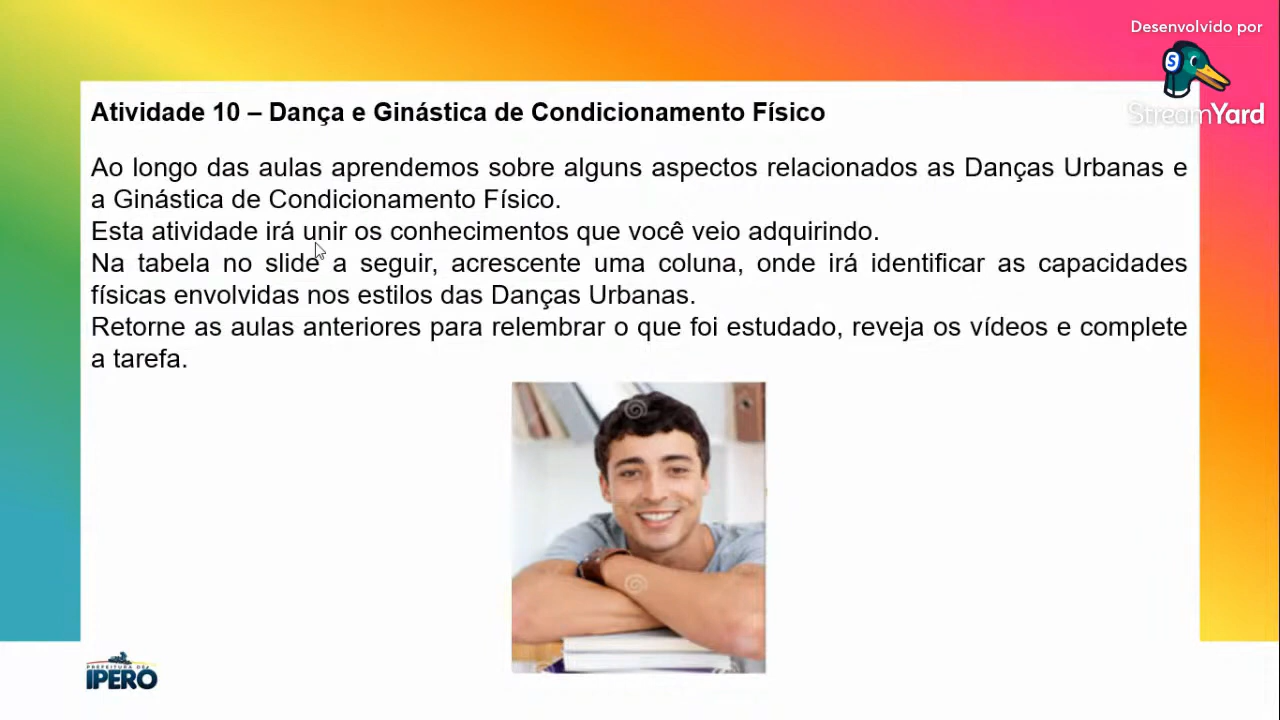 Desenvolvido por
S
StreamYard
Atividade 10 – Dança e Ginástica de Condicionamento Físico
Ao longo das aulas aprendemos sobre alguns aspectos relacionados as Danças Urbanas e
a Ginástica de Condicionamento Físico.
Esta atividade irá unir os conhecimentos que você veio adquirindo.
Na tabela no slide a seguir, acrescente uma coluna, onde irá identificar as capacidades
físicas envolvidas nos estilos das Danças Urbanas.
Retorne as aulas anteriores para relembrar o que foi estudado, reveja os vídeos e complete
a tarefa.
PREFEITURA DE
IPERÓ